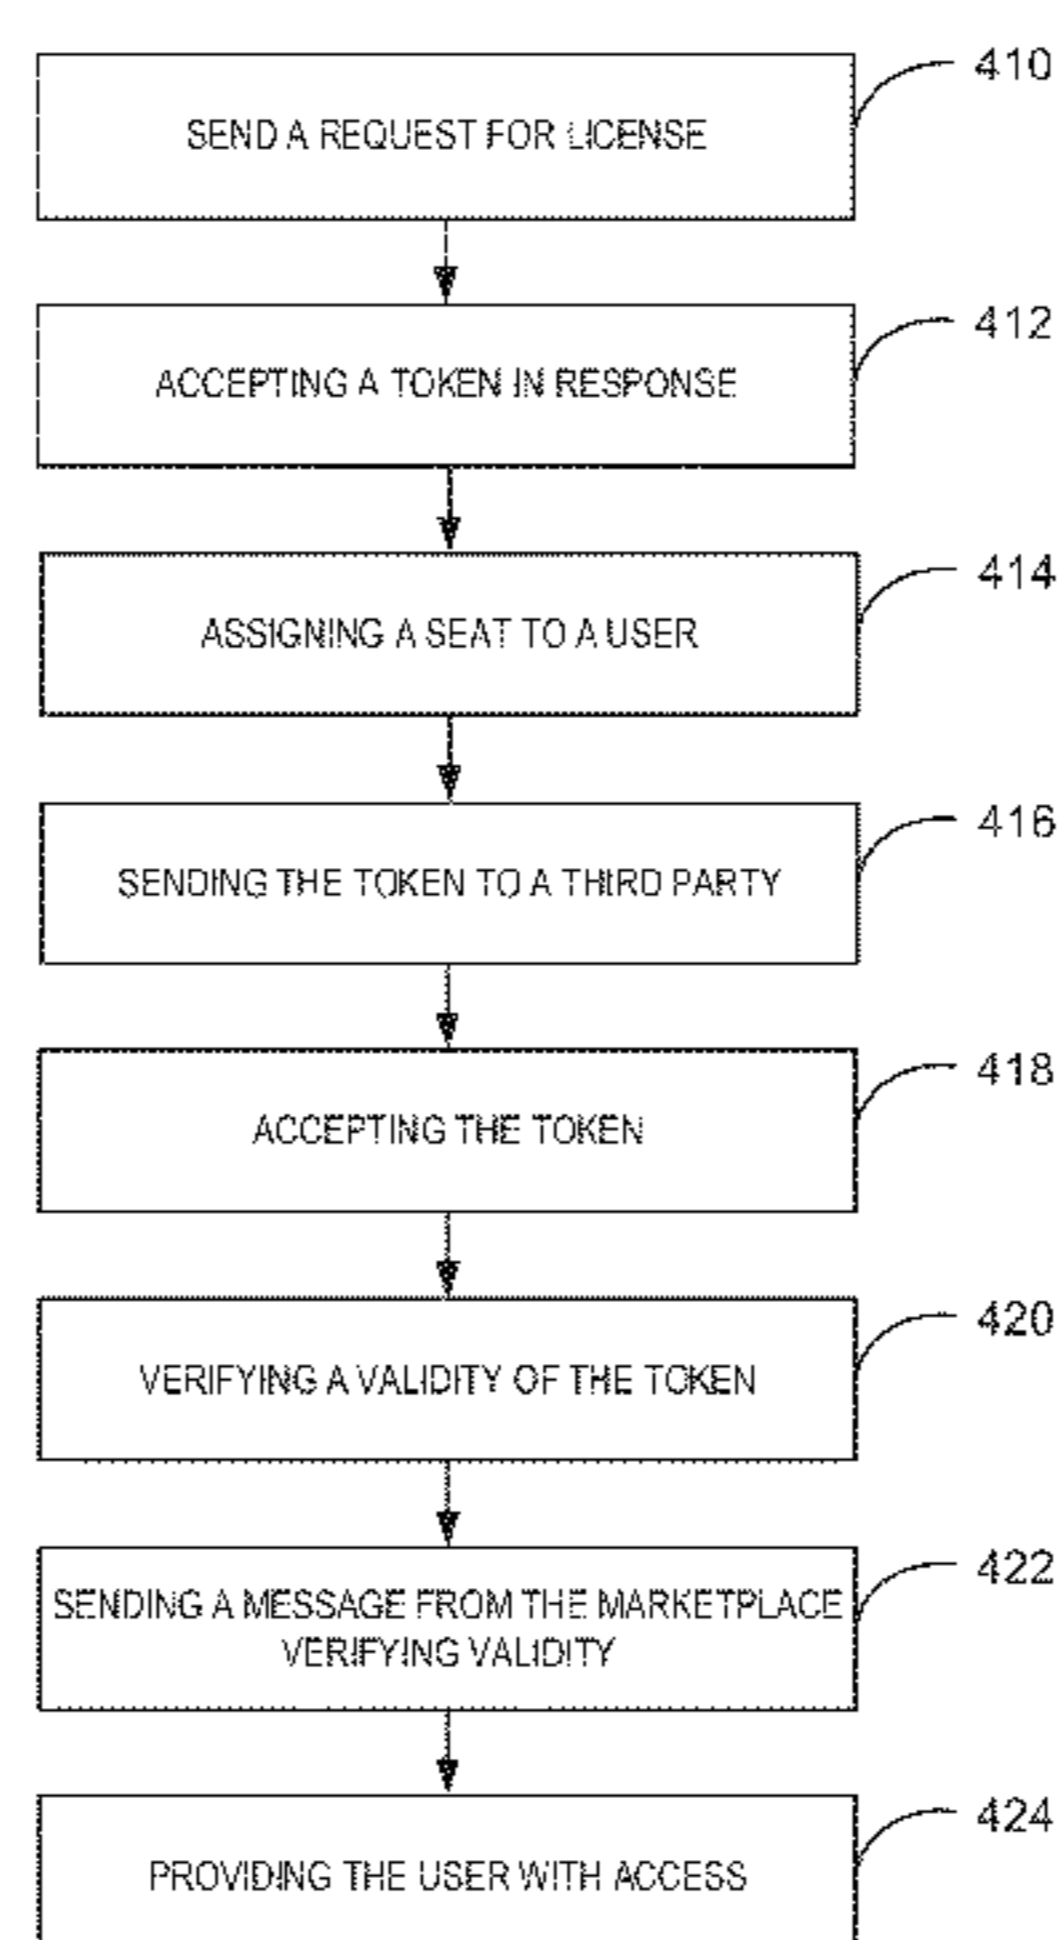 410
SEND A REQUEST FOR LICENSE
412
ACCEPTING A TOKEN IN RESPONSE
414
ASSIGNING A SEAT TO A USER
416
SENDING THE TOKEN TO A THIRD PARTY
418
ACCEPTING THE TOKEN
420
VERIFYING A VALIDITY OF THE TOKEN
422
SENDING A MESSAGE FROM THE MARKETPLACE
VERIFYING VALIDITY
424
PROVIDING THE USER WITH ACCESS